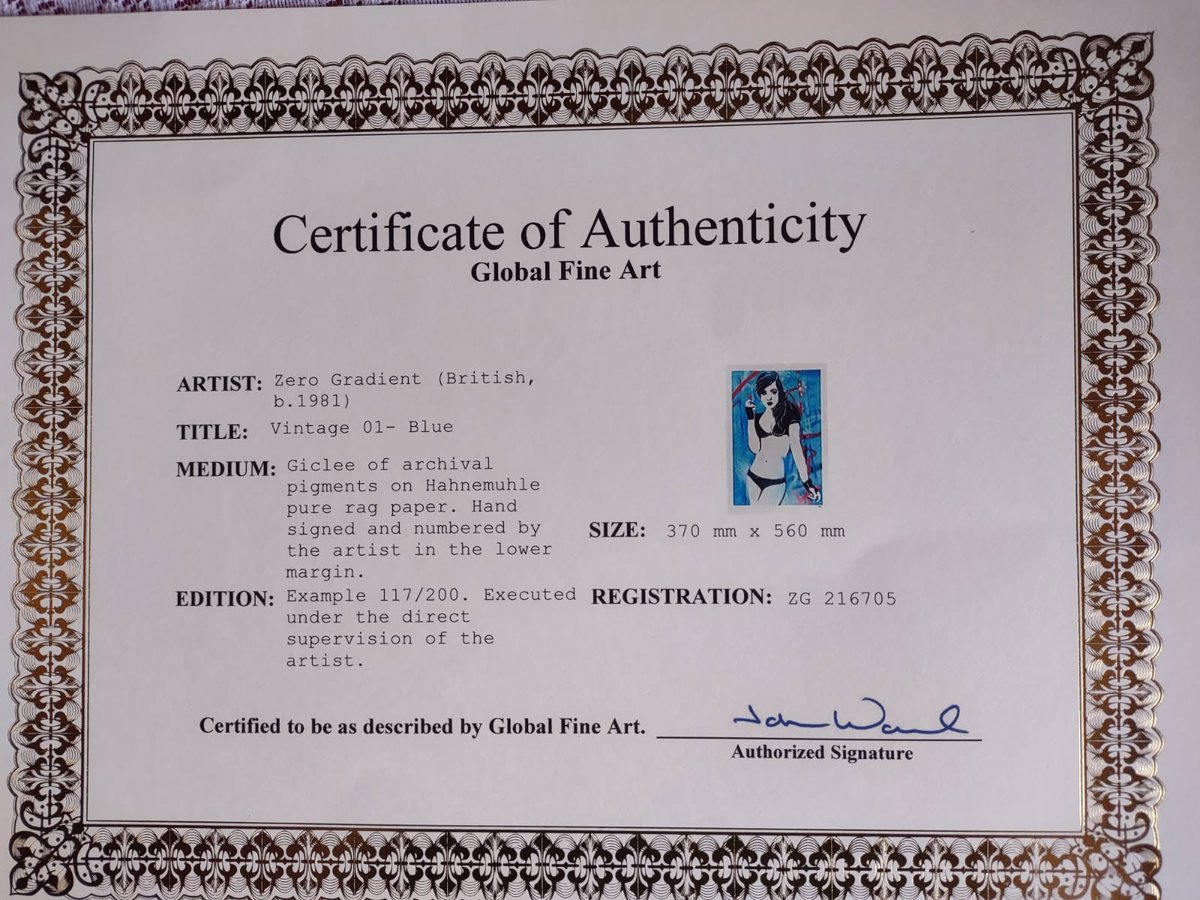 Certificate of Authenticity
Global Fine Art
ARTIST: Zero Gradient (British,
b.1981)
TITLE: Vintage 01- Blue
MEDIUM: Giclee of archival
pigments on Hahnemuhle
pure rag paper. Hand
signed and numbered by
the artist in the lower
margin.
SIZE: 370 mm x 560 mm
EDITION: Example 117/200. Executed
under the direct
supervision of the
artist.
REGISTRATION: ZG 216705
Certified to be as described by Global Fine Art.
Authorized Signature